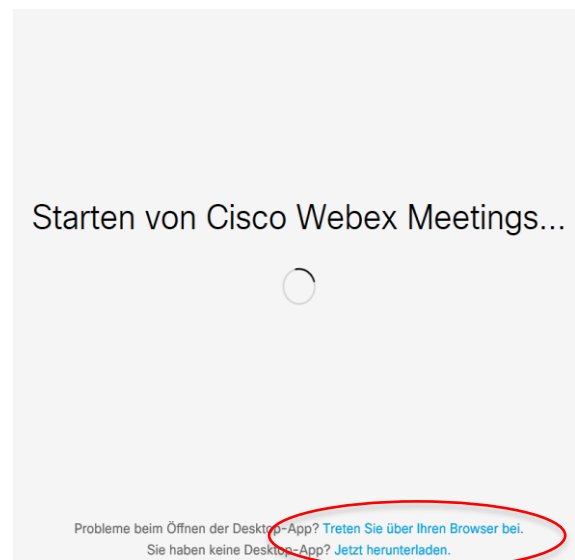 Starten von Cisco Webex Meetings...
Probleme beim Öffnen der Desktop-App? Treten Sie über Ihren Browser bei.
Sie haben keine Desktop-App? Jetzt herunterladen.